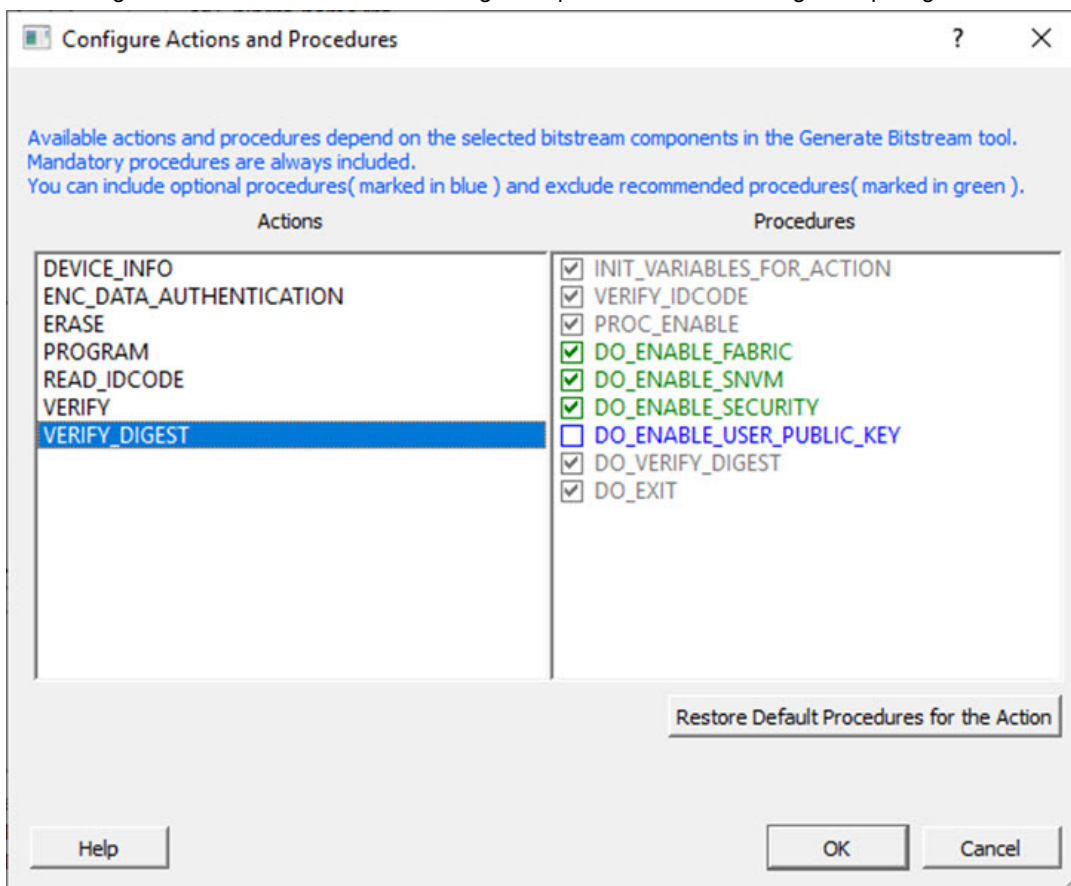 Configure Actions and Procedures
?
Available actions and procedures depend on the selected bitstream components in the Generate Bitstream tool.
Mandatory procedures are always included.
You can include optional procedures( marked in blue ) and exclude recommended procedures( marked in green ).
Actions
Procedures
DEVICE_INFO
ENC_DATA_AUTHENTICATION
ERASE
PROGRAM
READ_IDCODE
VERIFY
VERIFY_DIGEST
INIT_VARIABLES_FOR_ACTION
VERIFY_IDCODE
PROC_ENABLE
DO_ENABLE_FABRIC
DO_ENABLE_SNVM
DO_ENABLE_SECURITY
DO_ENABLE_USER_PUBLIC_KEY
DO_VERIFY_DIGEST
DO_EXIT
Restore Default Procedures for the Action
Help
OK
Cancel